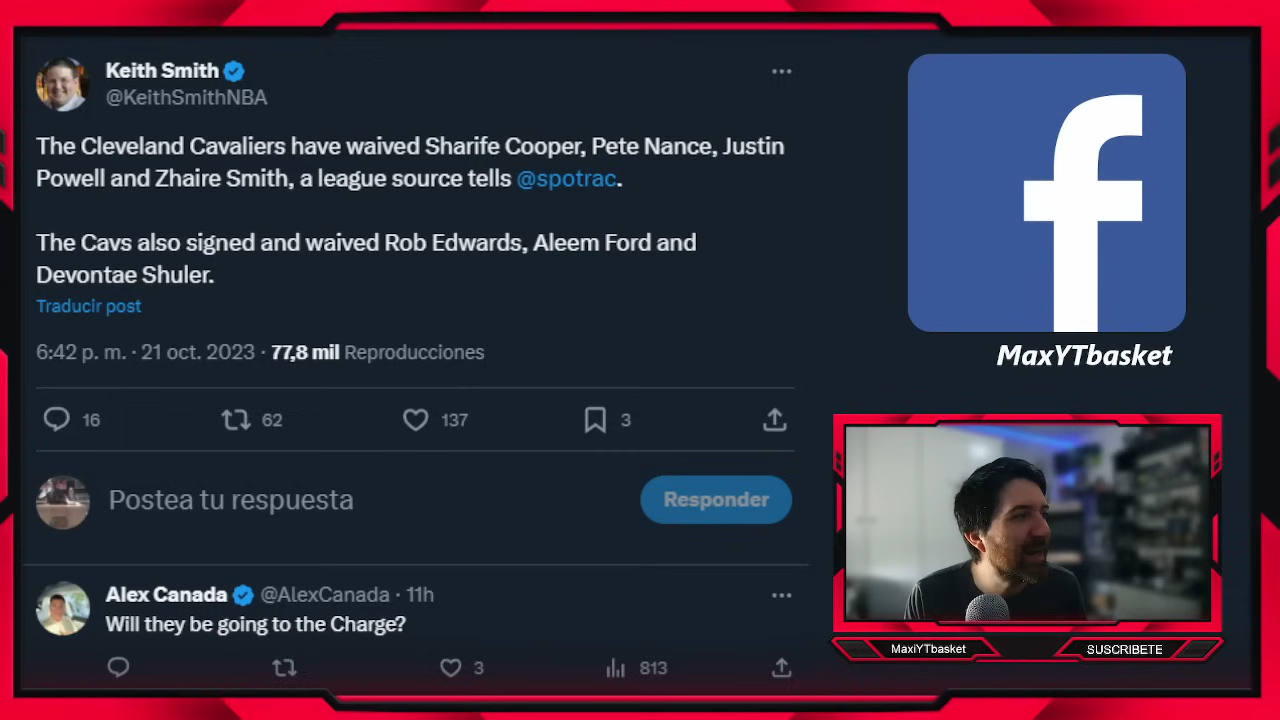 Keith Smith
@KeithSmithNBA
The Cleveland Cavaliers have waived Sharife Cooper, Pete Nance, Justin
Powell and Zhaire Smith, a league source tells @spotrac.
The Cavs also signed and waived Rob Edwards, Aleem Ford and
Devontae Shuler.
Traducir post
6:42 p. m. · 21 oct. 2023 · 77,8 mil Reproducciones
16 62 137 3
Postea tu respuesta
Responder
Alex Canada @AlexCanada · 11h
Will they be going to the Charge?
3 813
f
MaxYTbasket
MaxiYTbasket
SUSCRIBETE